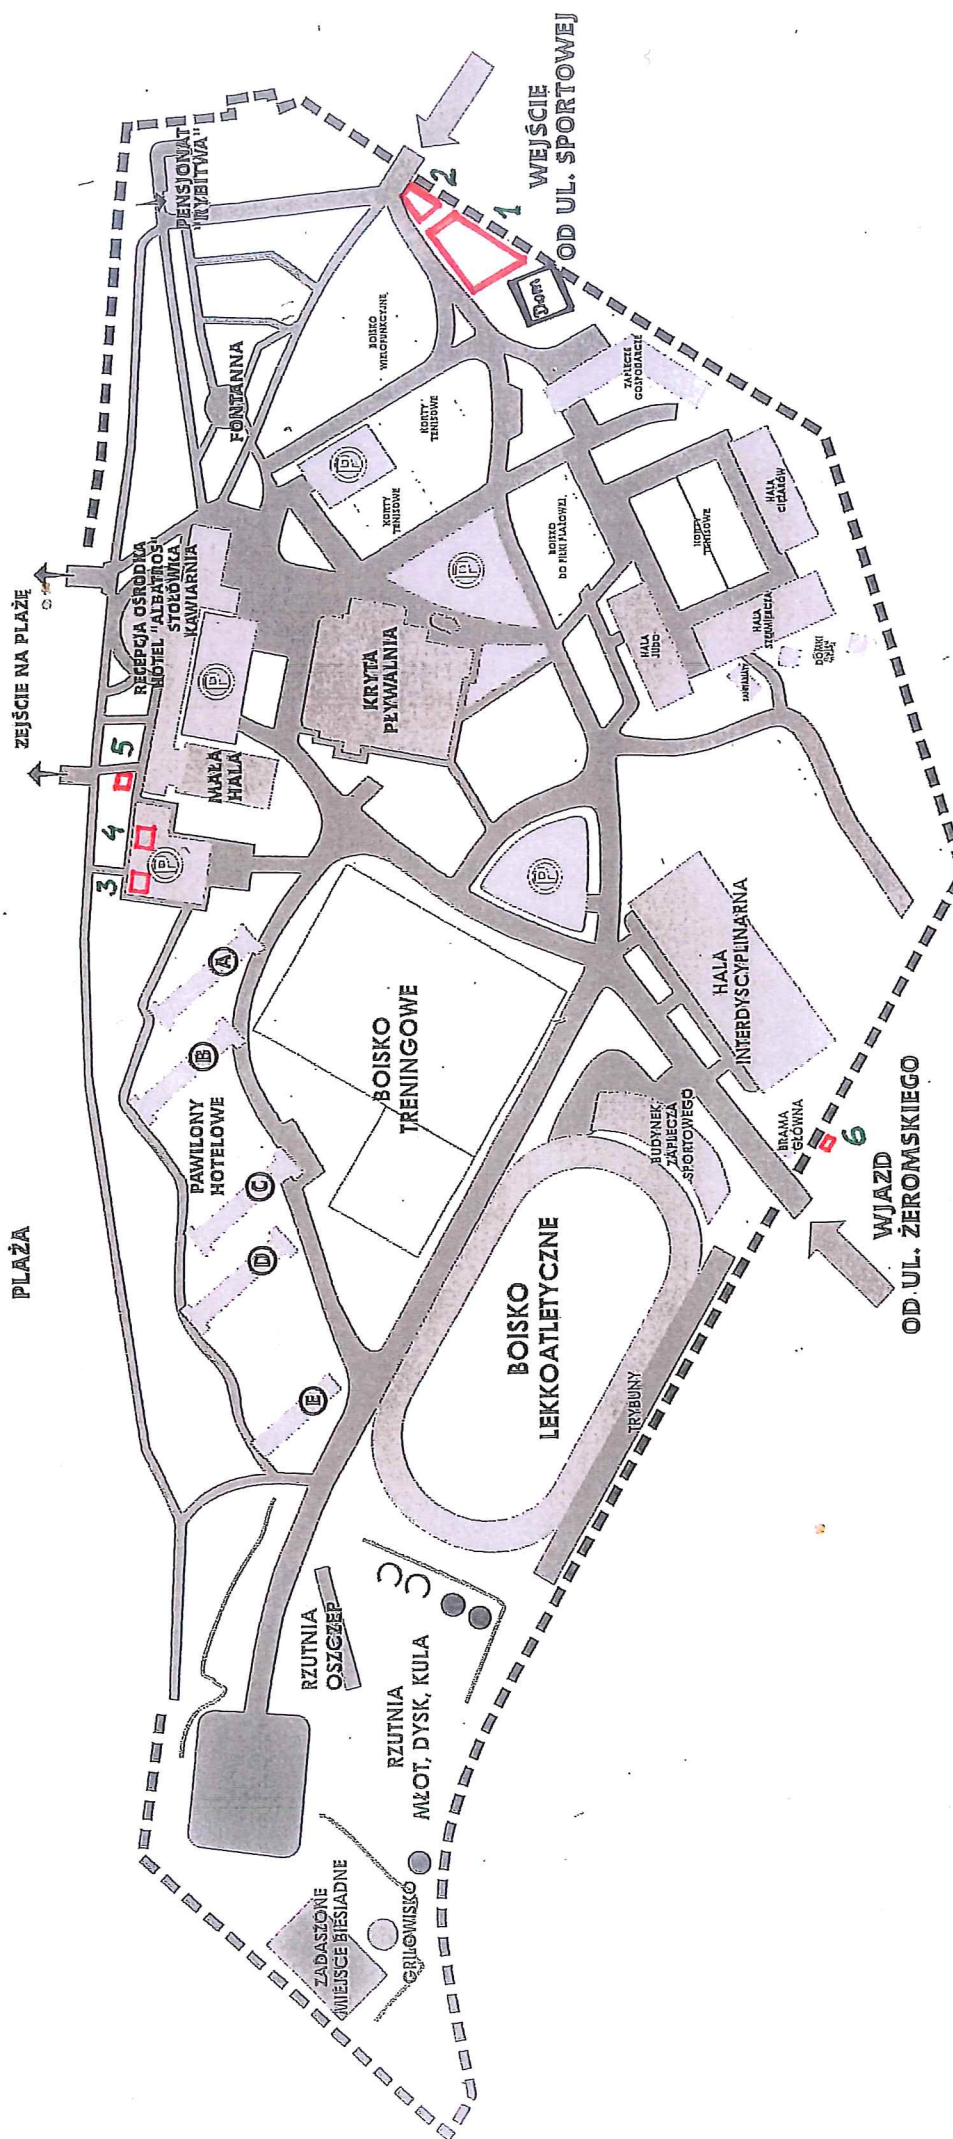 PLAŻA
ZEJŚCIE NA PLAŻĘ
3
4
5
RECEPCJA OŚRODKA
HOTEL "ALBATROS"
STOŁÓWKA
KAWIARNIA
PENSJONAT
"RYBITWA"
FONTANNA
MAŁA
HALA
P
P
P
P
P
A
B
C
D
E
PAWILONY
HOTELOWE
KRYTA
PŁYWALNIA
BOISKO
WIELOFUNKCYJNE
KORTY
TENISOWE
KORTY
TENISOWE
2
1
Dom
WEJŚCIE
OD UL. SPORTOWEJ
ZAPLECZE
GOSPODARCZE
BOISKO
DO PIŁKI PLAŻOWEJ
KORTY
TENISOWE
HALA
CIĘŻARÓW
HALA
JUDO
HALA
SZERMIERCZA
DOMKI
BOISKO
TRENINGOWE
HALA
INTERDYSCYPLINARNA
BUDYNEK
ZAPLECZA
SPORTOWEGO
BRAMA
GŁÓWNA
6
WJAZD
OD UL. ŻEROMSKIEGO
BOISKO
LEKKOATLETYCZNE
TRYBUNY
RZUTNIA
OSZCZEP
RZUTNIA
MŁOT, DYSK, KULA
ZADASZONE
MIEJSCE BIESIADNE
GRILOWISKO